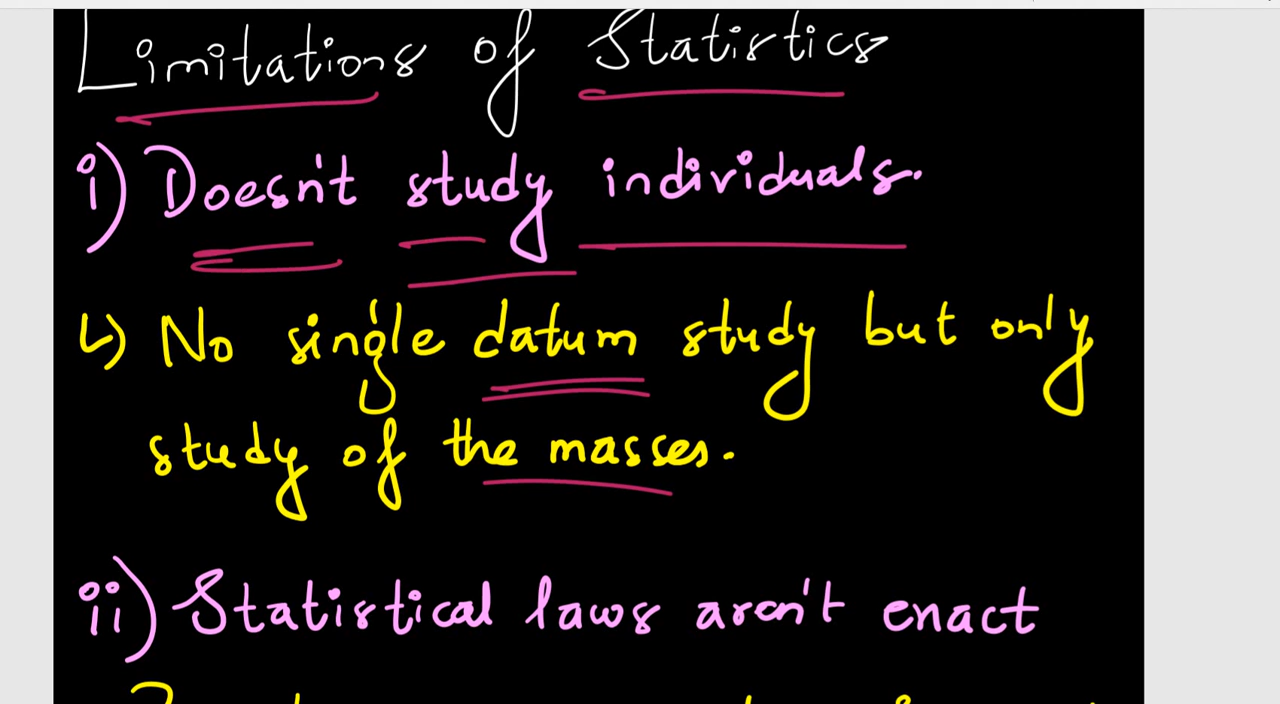 Limitations of Statistics
i) Doesn't study individuals.
↳ No single datum study but only
study of the masses.
ii) Statistical laws aren't enact